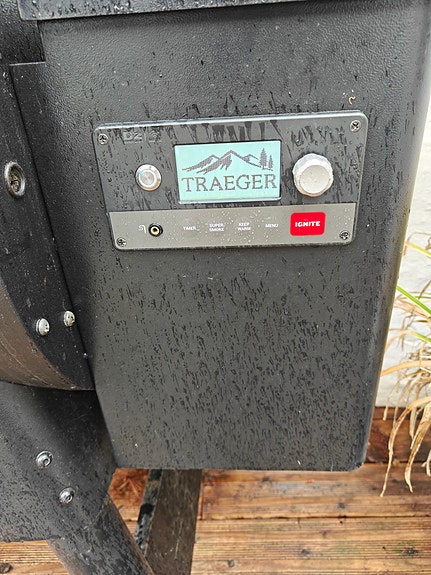 D2
TRAEGER
TIMER
SUPER
SMOKE
KEEP
WARM
MENU
IGNITE